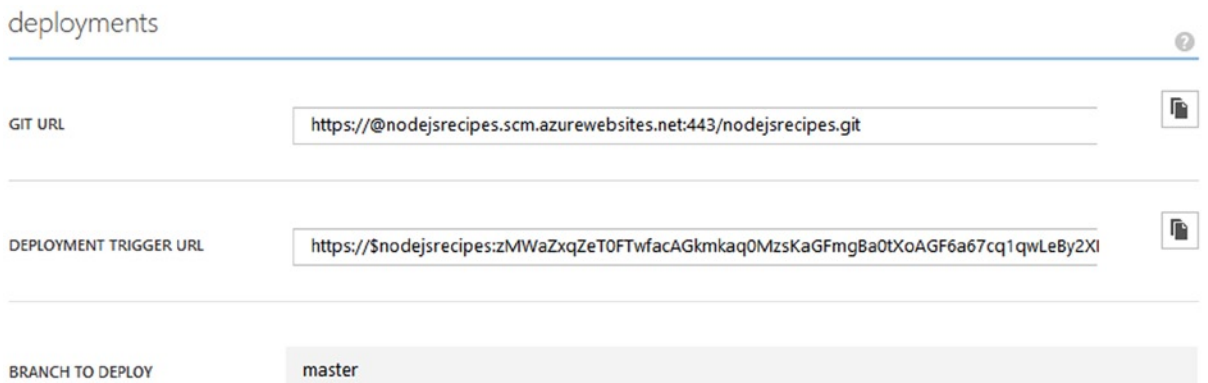 deployments
?
GIT URL
https://@nodejsrecipes.scm.azurewebsites.net:443/nodejsrecipes.git
DEPLOYMENT TRIGGER URL
https://$nodejsrecipes:zMWaZxqZeT0FTwfacAGkmkaq0MzsKaGFmgBa0tXoAGF6a67cq1qwLeBy2X
BRANCH TO DEPLOY
master